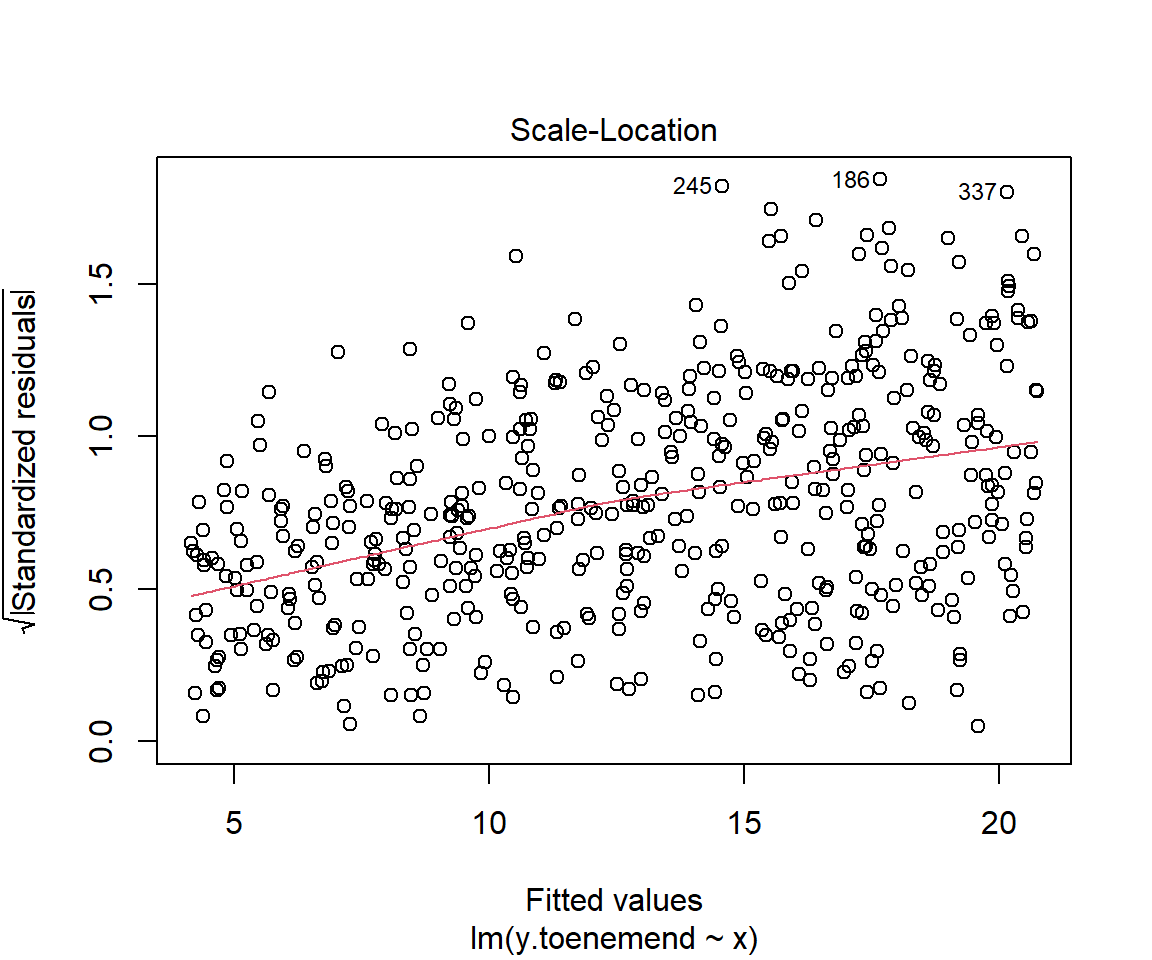 Scale-Location
245
186
337
√|Standardized residuals|
0.0
0.5
1.0
1.5
5
10
15
20
Fitted values
lm(y.toenemend ~ x)